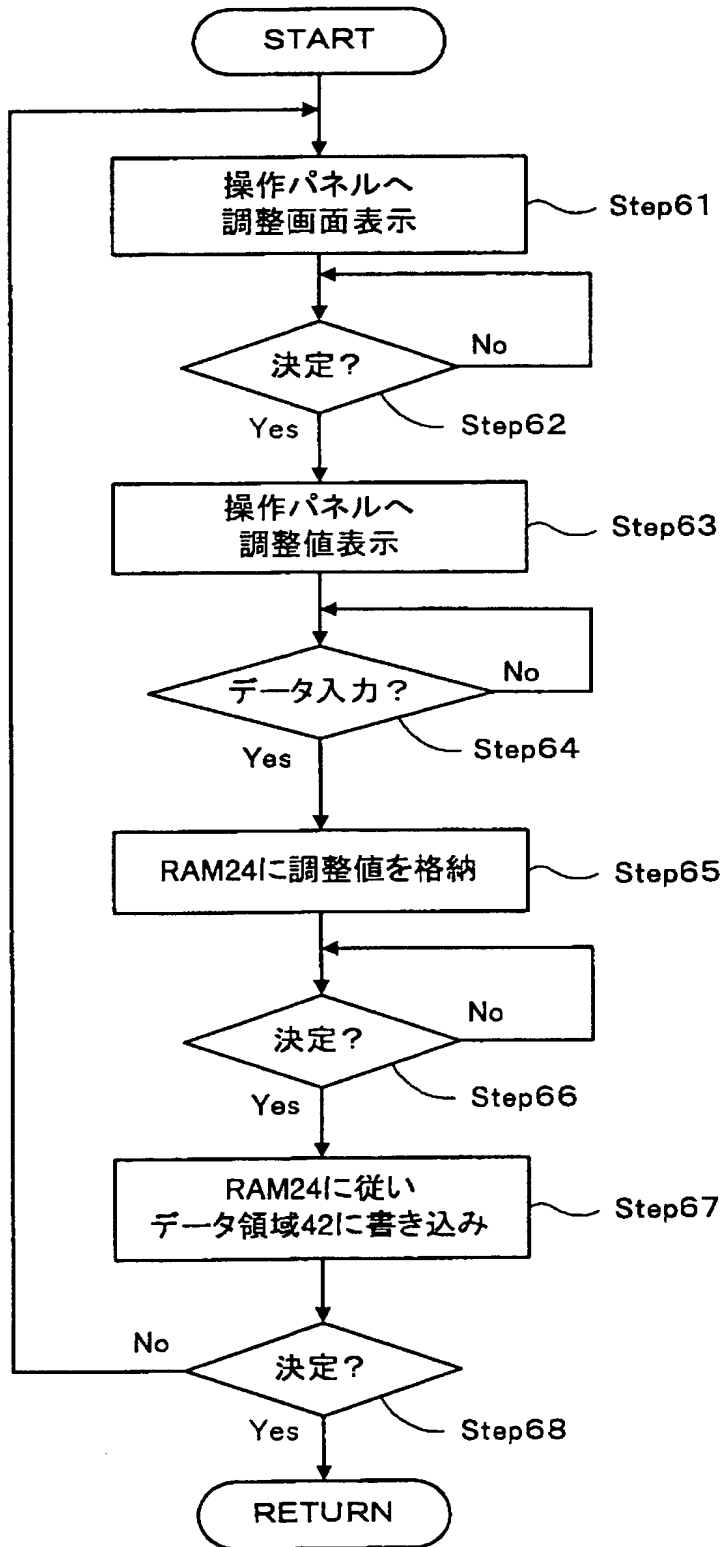 START
操作パネルへ
調整画面表示
Step61
決定?
No
Step62
Yes
操作パネルへ
調整値表示
Step63
データ入力?
No
Step64
Yes
RAM24に調整値を格納
Step65
決定?
No
Step66
Yes
RAM24に従い
データ領域42に書き込み
Step67
No
決定?
Step68
Yes
RETURN